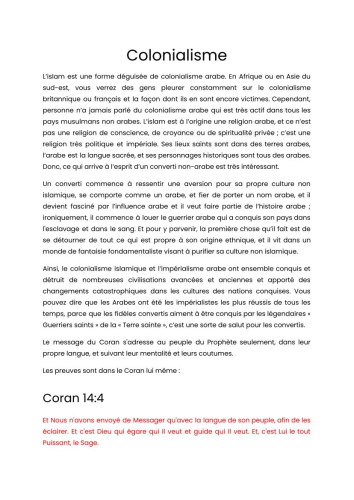 Colonialisme
L'islam est une forme déguisée de colonialisme arabe. En Afrique ou en Asie du
sud-est, vous verrez des gens pleurer constamment sur le colonialisme
britannique ou français et la façon dont ils en sont encore victimes. Cependant,
personne n'a jamais parlé du colonialisme arabe qui est très actif dans tous les
pays musulmans non arabes. L'islam est à l'origine une religion arabe, et ce n'est
pas une religion de conscience, de croyance ou de spiritualité privée ; c'est une
religion très politique et impériale. Ses lieux saints sont dans des terres arabes,
l'arabe est la langue sacrée, et ses personnages historiques sont tous des arabes.
Donc, ce qui arrive à l'esprit d'un converti non-arabe est très intéressant.
Un converti commence à ressentir une aversion pour sa propre culture non
islamique, se comporte comme un arabe, et fier de porter un nom arabe, et il
devient fasciné par l'influence arabe et il veut faire partie de l'histoire arabe ;
Ironiquement, il commence à louer le guerrier arabe qui a conquis son pays dans
l'esclavage et dans le sang. Et pour y parvenir, la première chose qu'il fait est de
se détourner de tout ce qui est propre à son origine ethnique, et il vit dans un
monde de fantaisie fondamentaliste visant à purifier sa culture non islamique.
Ainsi, le colonialisme islamique et l'impérialisme arabe ont ensemble conquis et
détruit de nombreuses civilisations avancées et anciennes et apporté des
changements catastrophiques dans les cultures des nations conquises. Vous
pouvez dire que les Arabes ont été les impérialistes les plus réussis de tous les
temps, parce que les fidèles convertis aiment à être conquis par les légendaires «
Guerriers saints » de la « Terre sainte », c'est une sorte de salut pour les convertis.
Le message du Coran s'adresse au peuple du Prophète seulement, dans leur
propre langue, et suivant leur mentalité et leurs coutumes.
Les preuves sont dans le Coran lui même :
Coran 14:4
Et Nous n'avons envoyé de Messager qu'avec la langue de son peuple, afin de les
éclairer. Et c'est Dieu qui égare qui Il veut et guide qui Il veut. Et, c'est Lui le tout
Puissant, le Sage.